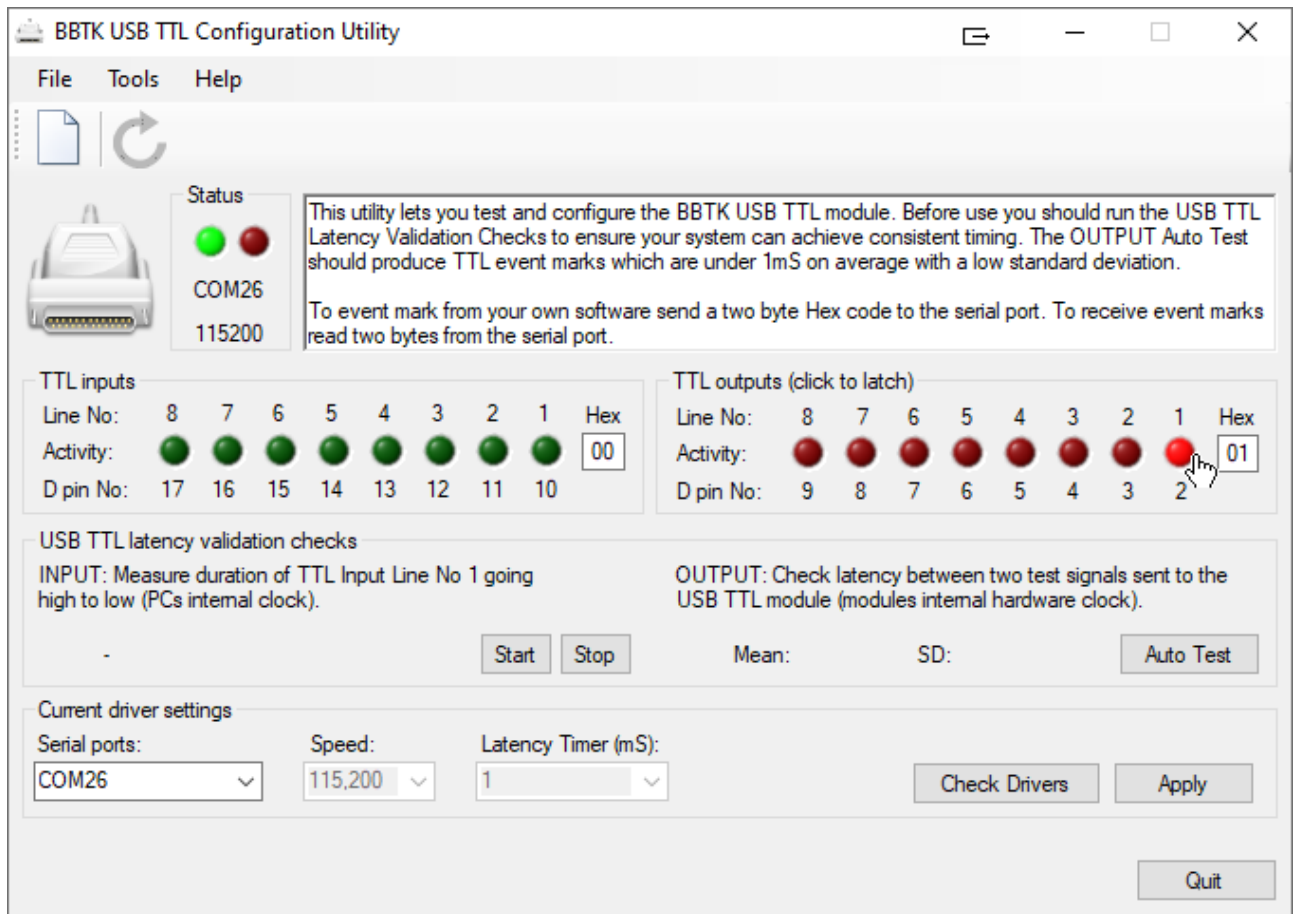 BBTK USB TTL Configuration Utility
File Tools Help
Status
COM26
115200
This utility lets you test and configure the BBTK USB TTL module. Before use you should run the USB TTL
Latency Validation Checks to ensure your system can achieve consistent timing. The OUTPUT Auto Test
should produce TTL event marks which are under 1mS on average with a low standard deviation.
To event mark from your own software send a two byte Hex code to the serial port. To receive event marks
read two bytes from the serial port.
TTL inputs
Line No: 8 7 6 5 4 3 2 1 Hex
Activity: 00
D pin No: 17 16 15 14 13 12 11 10
TTL outputs (click to latch)
Line No: 8 7 6 5 4 3 2 1 Hex
Activity: 01
D pin No: 9 8 7 6 5 4 3 2
USB TTL latency validation checks
INPUT: Measure duration of TTL Input Line No 1 going
high to low (PCs internal clock).
- Start Stop
OUTPUT: Check latency between two test signals sent to the
USB TTL module (modules internal hardware clock).
Mean: SD: Auto Test
Current driver settings
Serial ports: Speed: Latency Timer (mS):
COM26 115,200 1 Check Drivers Apply
Quit